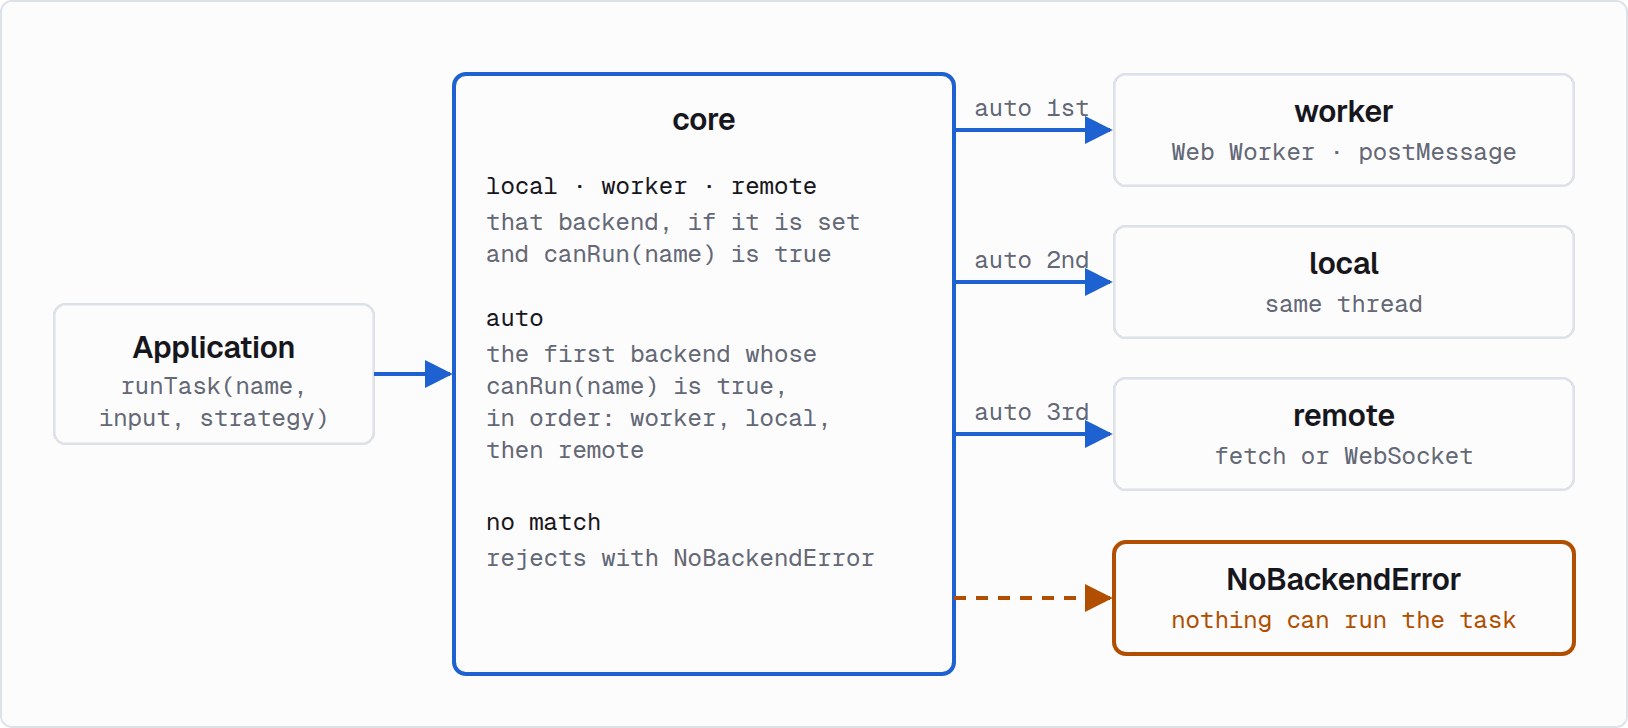 Application
runTask(name,
input, strategy)
core
local · worker · remote
that backend, if it is set
and canRun(name) is true
auto
the first backend whose
canRun(name) is true,
in order: worker, local,
then remote
no match
rejects with NoBackendError
auto 1st
worker
Web Worker · postMessage
auto 2nd
local
same thread
auto 3rd
remote
fetch or WebSocket
NoBackendError
nothing can run the task